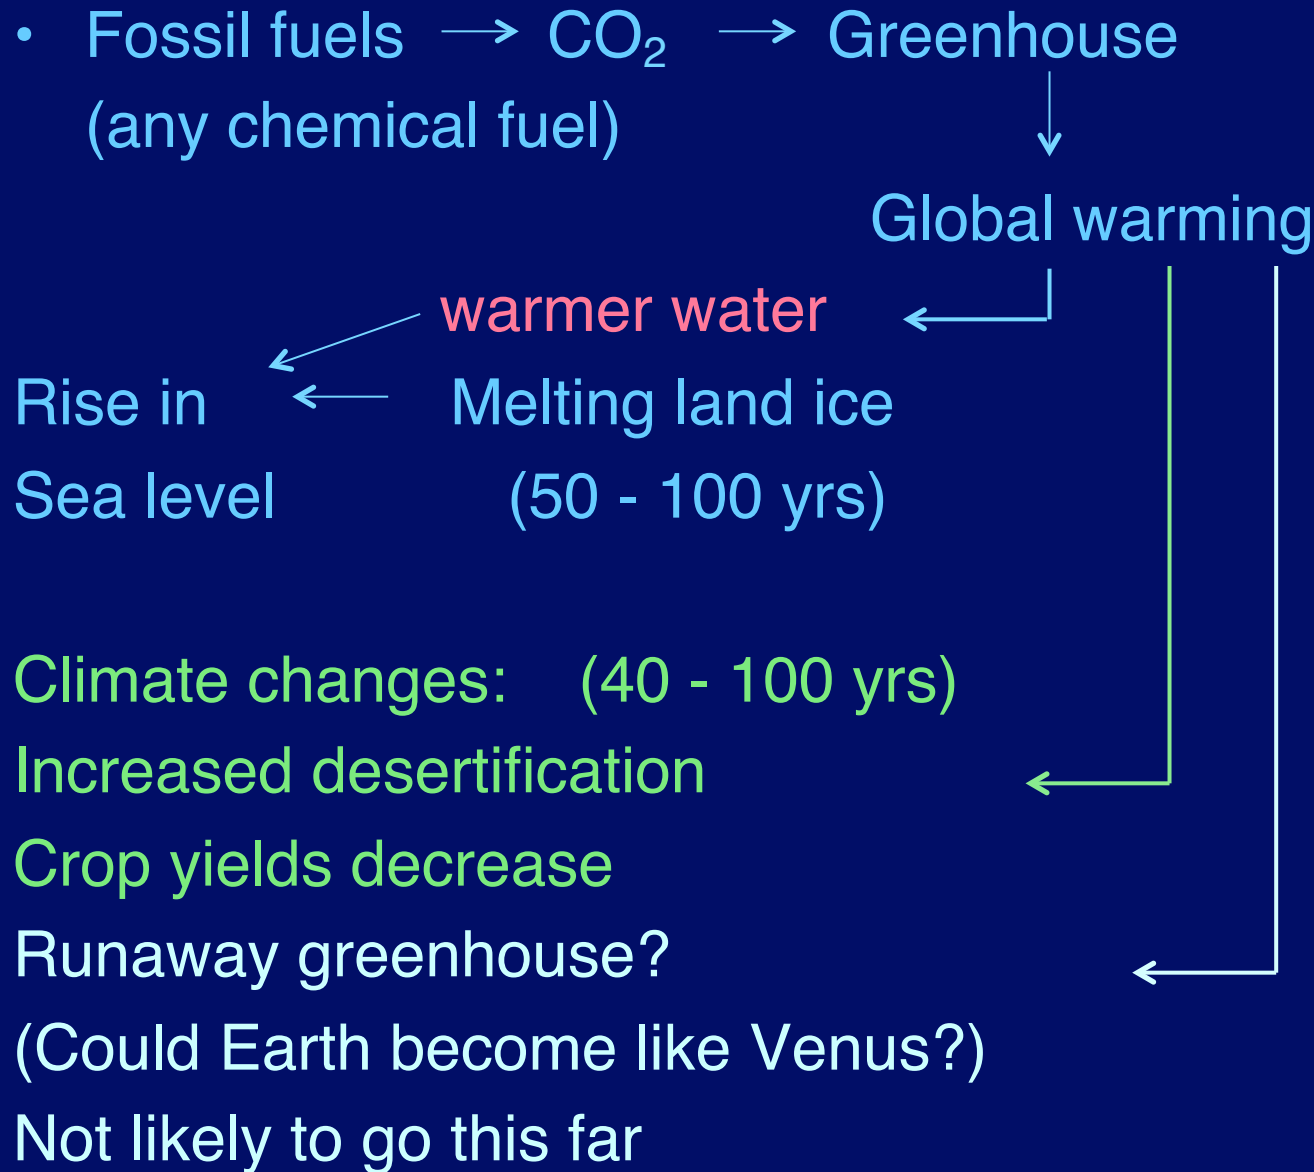 • Fossil fuels → CO₂ → Greenhouse
(any chemical fuel)
Global warming
warmer water
Rise in ← Melting land ice
Sea level (50 - 100 yrs)
Climate changes: (40 - 100 yrs)
Increased desertification
Crop yields decrease
Runaway greenhouse?
(Could Earth become like Venus?)
Not likely to go this far